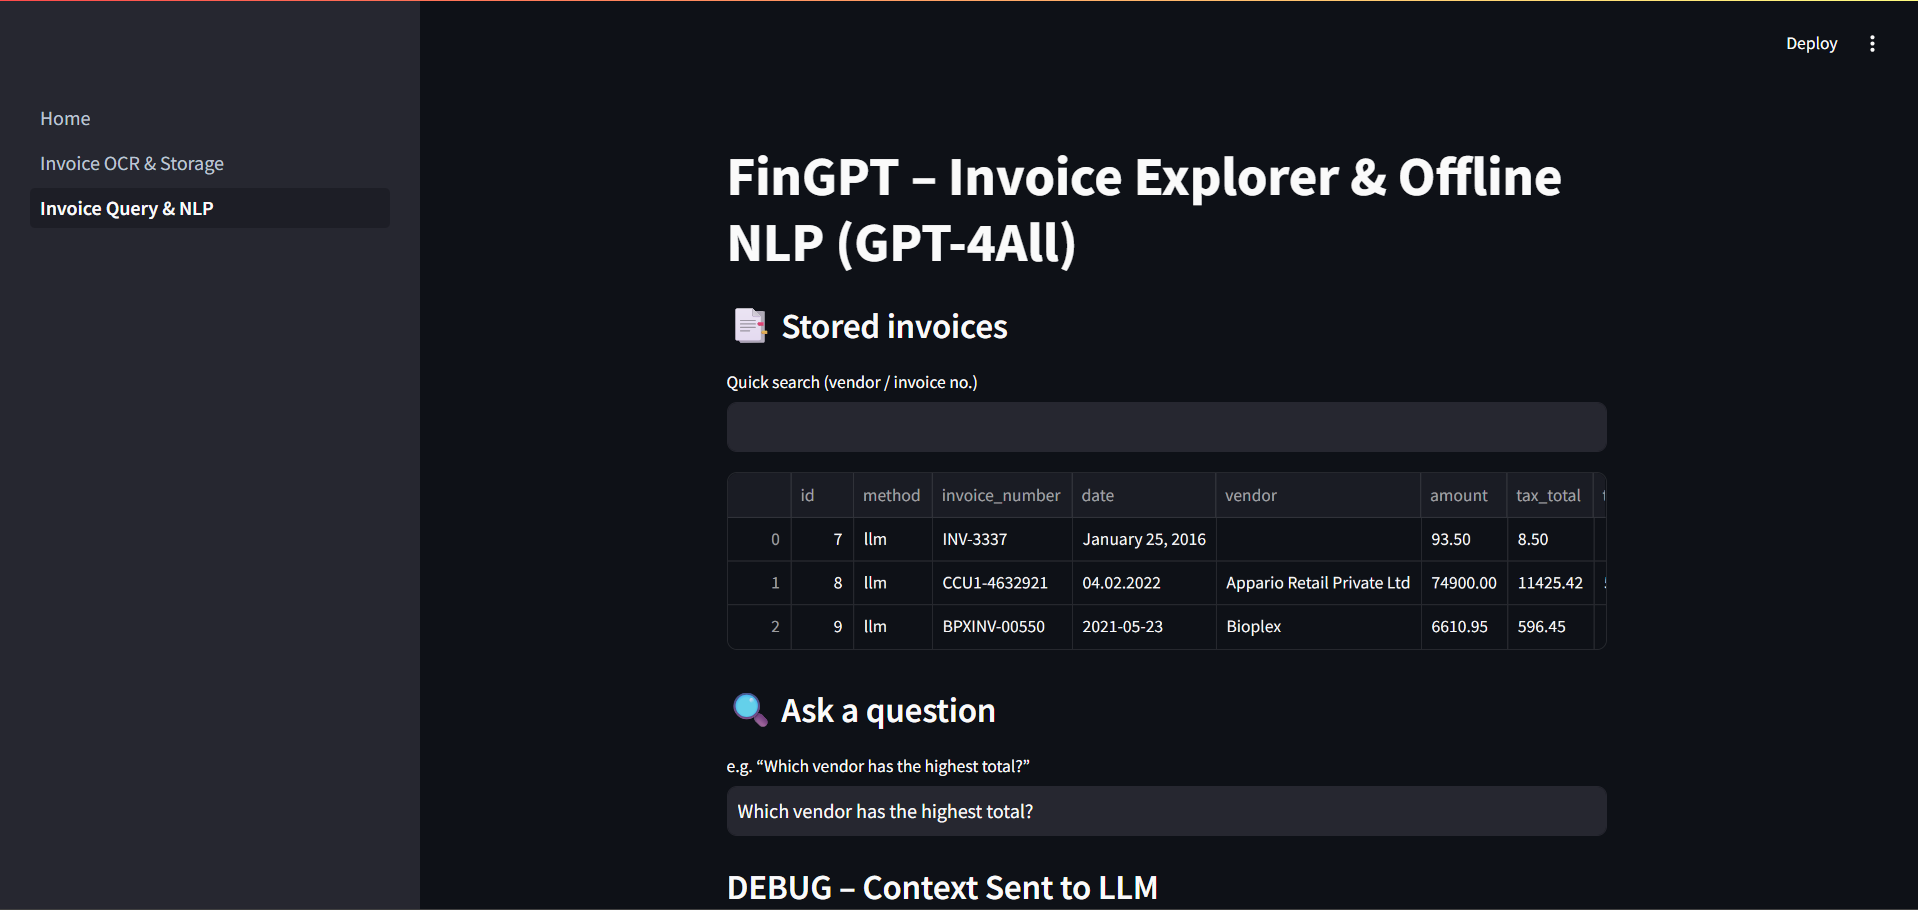 Deploy
Home
Invoice OCR & Storage
Invoice Query & NLP
FinGPT – Invoice Explorer & Offline
NLP (GPT-4All)
Stored invoices
Quick search (vendor / invoice no.)
id method invoice_number date vendor amount tax_total
0 7 llm INV-3337 January 25, 2016 93.50 8.50
1 8 llm CCU1-4632921 04.02.2022 Appario Retail Private Ltd 74900.00 11425.42
2 9 llm BPXINV-00550 2021-05-23 Bioplex 6610.95 596.45
Ask a question
e.g. “Which vendor has the highest total?”
Which vendor has the highest total?
DEBUG – Context Sent to LLM